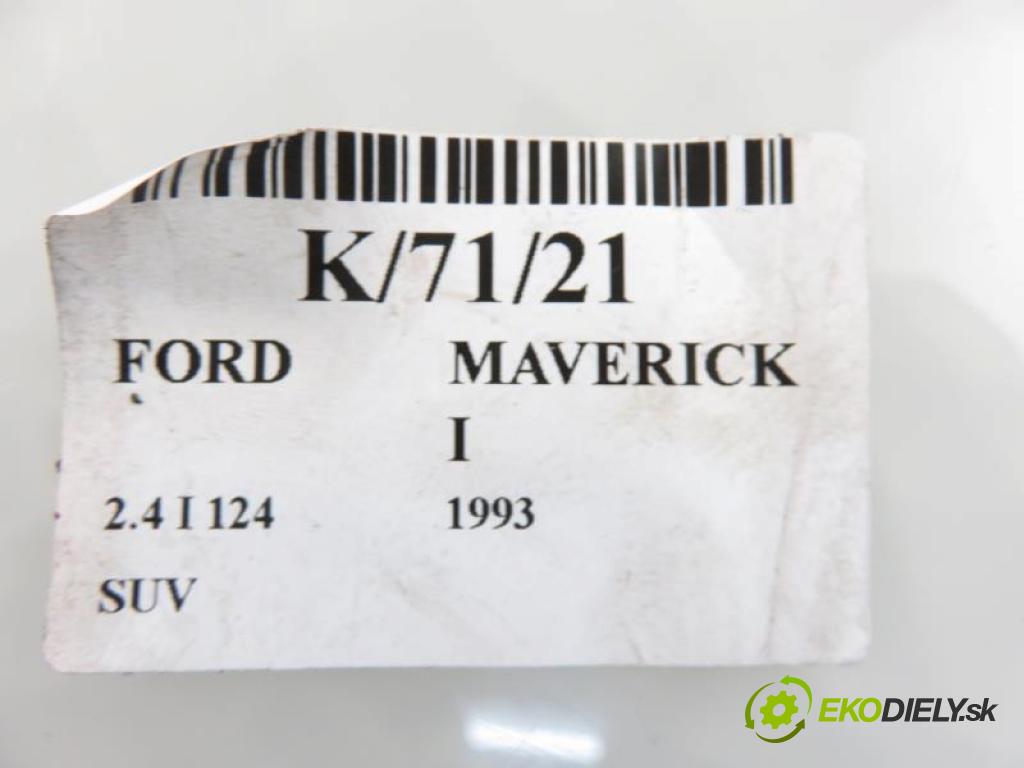 K/71/21
FORD MAVERICK
I
2.4 I 124 1993
SUV
EKODIELY.sk